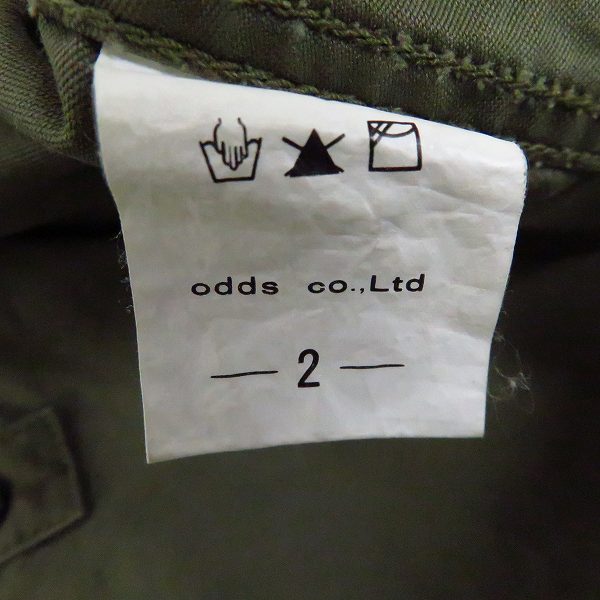 odds co.,Ltd
— 2 —